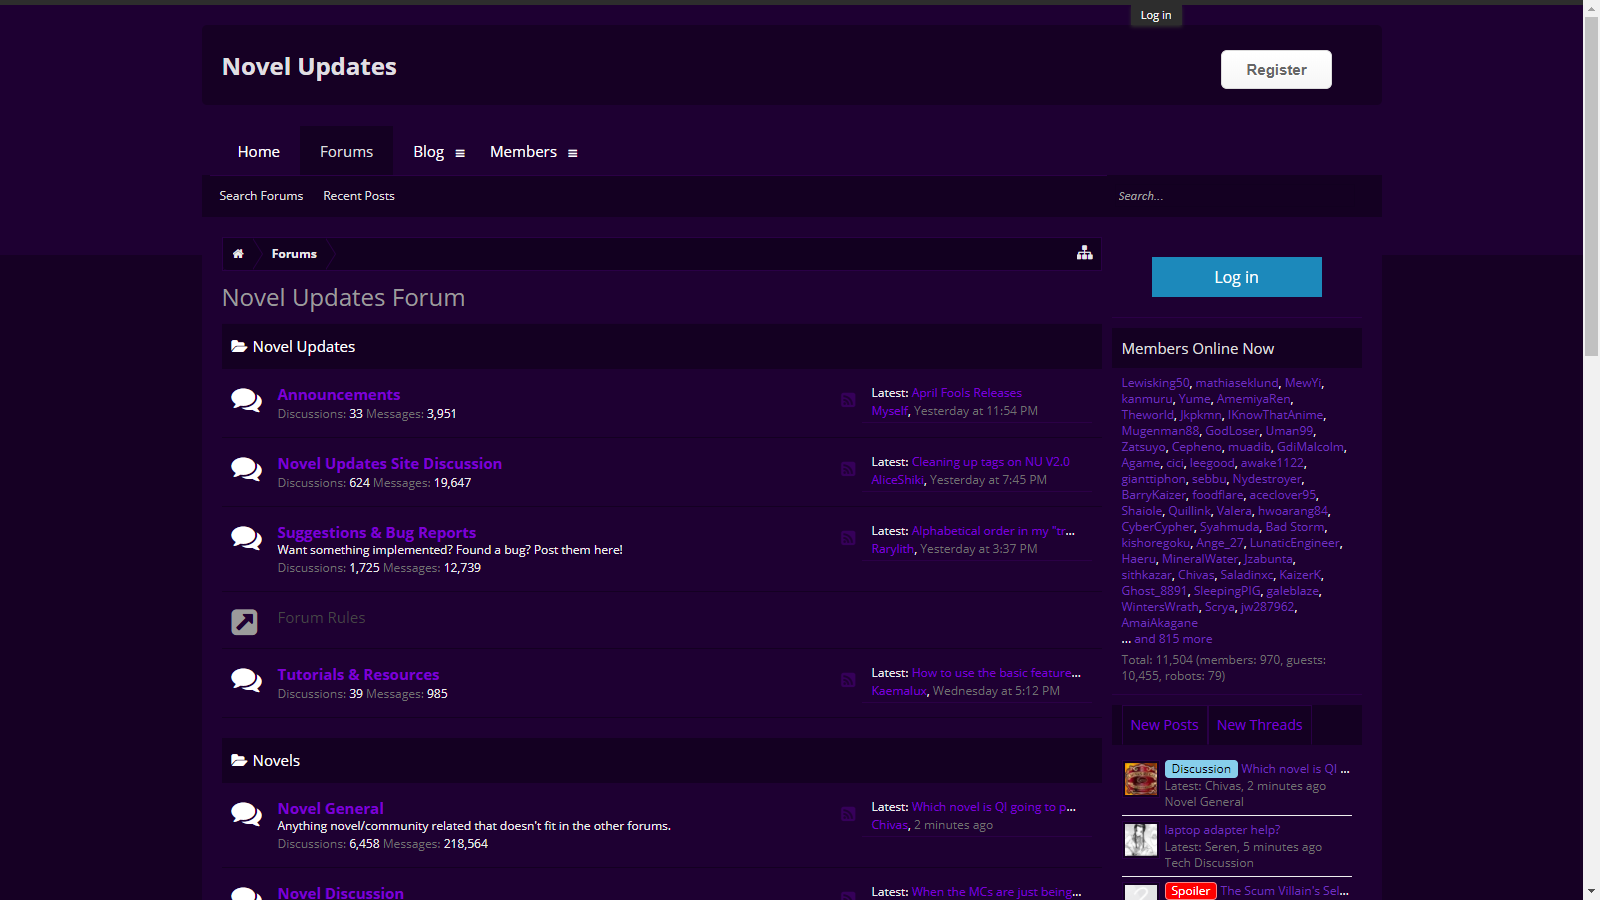 Log in
Novel Updates
Register
Home
Forums
Blog
Members
Search Forums
Recent Posts
Search...
Forums
Log in
Novel Updates Forum
Novel Updates
Announcements
Discussions: 33 Messages: 3,951
Latest: April Fools Releases
Myself, Yesterday at 11:54 PM
Novel Updates Site Discussion
Discussions: 624 Messages: 19,647
Latest: Cleaning up tags on NU V2.0
AliceShiki, Yesterday at 7:45 PM
Suggestions & Bug Reports
Want something implemented? Found a bug? Post them here!
Discussions: 1,725 Messages: 12,739
Latest: Alphabetical order in my "tr...
Rarylith, Yesterday at 3:37 PM
Forum Rules
Tutorials & Resources
Discussions: 39 Messages: 985
Latest: How to use the basic feature...
Kaemalux, Wednesday at 5:12 PM
Novels
Novel General
Anything novel/community related that doesn't fit in the other forums.
Discussions: 6,458 Messages: 218,564
Latest: Which novel is QI going to p...
Chivas, 2 minutes ago
Novel Discussion
Latest: When the MCs are just being...
Members Online Now
Lewisking50, mathiaseklund, MewYi,
kanmuru, Yume, AmemiyaRen,
Theworld, Jkpkmn, IKnowThatAnime,
Mugenman88, GodLoser, Uman99,
Zatsuyo, Cepheno, muadib, GdiMalcolm,
Agame, cici, leegood, awake1122,
gianttiphon, sebbu, Nydestroyer,
BarryKaizer, foodflare, aceclover95,
Shaiole, Quillink, Valera, hwoarang84,
CyberCypher, Syahmuda, Bad Storm,
kishoregoku, Ange_27, LunaticEngineer,
Haeru, MineralWater, Jzabunta,
sithkazar, Chivas, Saladinxc, KaizerK,
Ghost_8891, SleepingPIG, galeblaze,
WintersWrath, Scrya, jw287962,
AmaiAkagane
... and 815 more
Total: 11,504 (members: 970, guests:
10,455, robots: 79)
New Posts
New Threads
Discussion Which novel is QI ...
Latest: Chivas, 2 minutes ago
Novel General
laptop adapter help?
Latest: Seren, 5 minutes ago
Tech Discussion
Spoiler The Scum Villain's Sel...